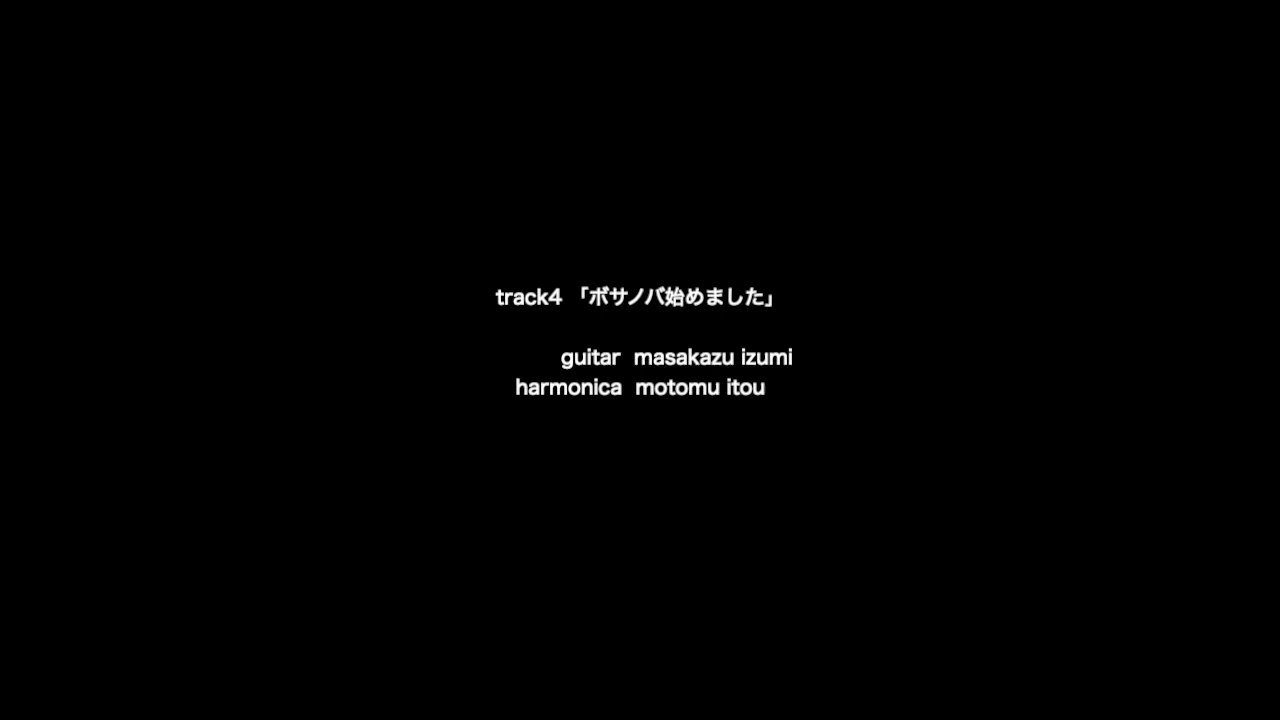 track4 「ボサノバ始めました」
guitar masakazu izumi
harmonica motomu itou